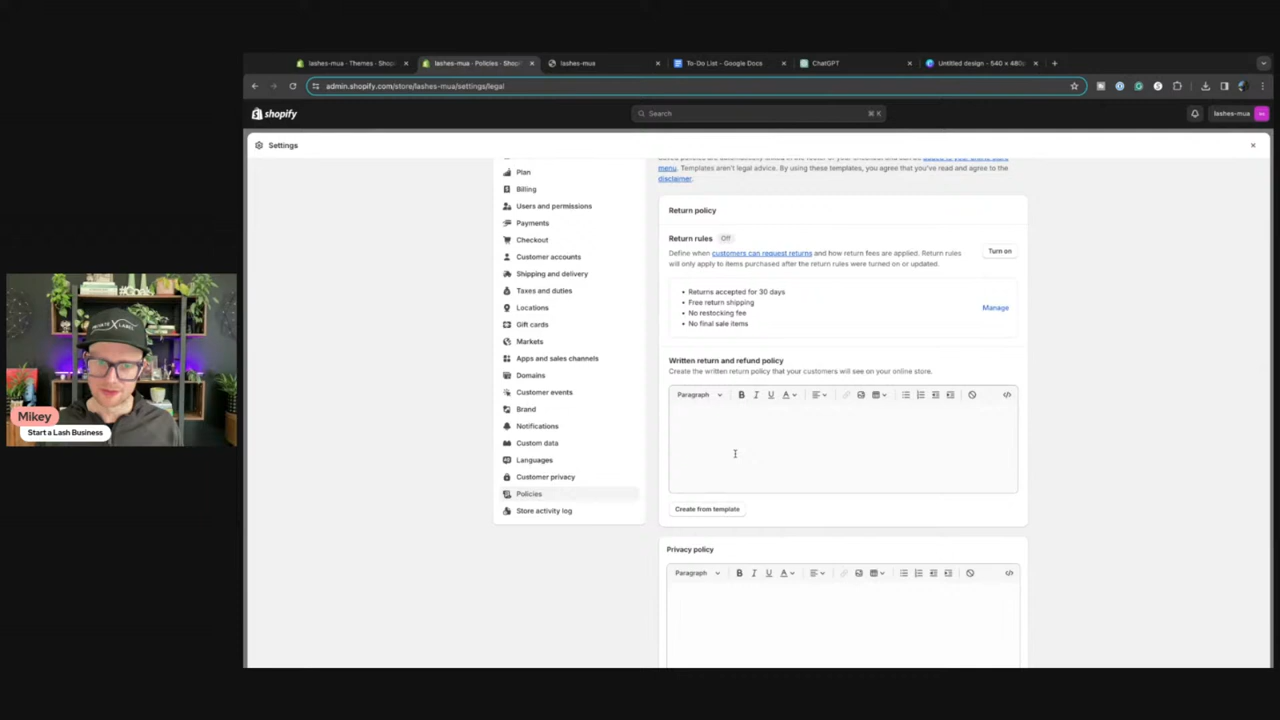 lashes-mua - Themes - Shopi
lashes-mua - Policies - Shopif
lashes-mua
To-Do List - Google Docs
ChatGPT
Untitled design - 540 × 480p
admin.shopify.com/store/lashes-mua/settings/legal
shopify
Search
⌘ K
lashes-mua
Settings
Plan
Billing
Users and permissions
Payments
Checkout
Customer accounts
Shipping and delivery
Taxes and duties
Locations
Gift cards
Markets
Apps and sales channels
Domains
Customer events
Brand
Notifications
Custom data
Languages
Customer privacy
Policies
Store activity log
menu. Templates aren't legal advice. By using these templates, you agree that you've read and agree to the
disclaimer.
Return policy
Return rules Off
Define when customers can request returns and how return fees are applied. Return rules
will only apply to items purchased after the return rules were turned on or updated.
Turn on
• Returns accepted for 30 days
• Free return shipping
• No restocking fee
• No final sale items
Manage
Written return and refund policy
Create the written return policy that your customers will see on your online store.
Paragraph
B I U A
Create from template
Privacy policy
Paragraph
B I U A
PRIVATE X LABEL
Mikey
Start a Lash Business